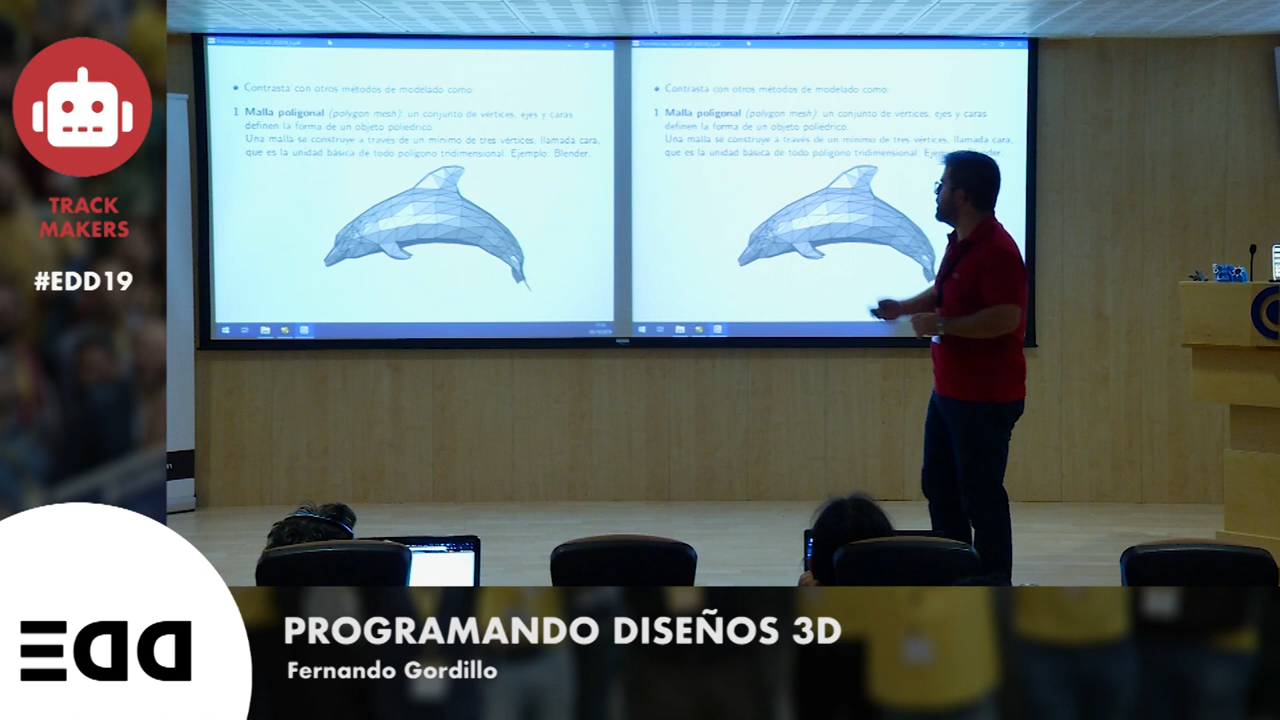 TRACK
MAKERS
#EDD19
• Contrasta con otros métodos de modelado como:
1 Malla poligonal (polygon mesh): un conjunto de vértices, ejes y caras
definen la forma de un objeto poliédrico.
Una malla se construye a través de un mínimo de tres vértices, llamada cara,
que es la unidad básica de todo polígono tridimensional. Ejemplo: Blender.
• Contrasta con otros métodos de modelado como:
1 Malla poligonal (polygon mesh): un conjunto de vértices, ejes y caras
definen la forma de un objeto poliédrico.
Una malla se construye a través de un mínimo de tres vértices, llamada cara,
que es la unidad básica de todo polígono tridimensional.
EDD
PROGRAMANDO DISEÑOS 3D
Fernando Gordillo